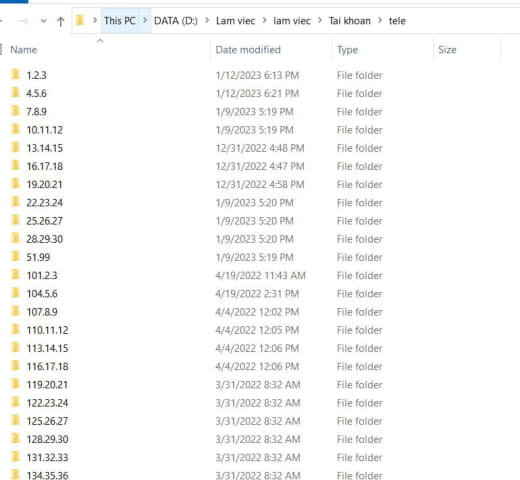 This PC > DATA (D:) > Lam viec > lam viec > Tai khoan > tele
Name Date modified Type Size
1.2.3 1/12/2023 6:13 PM File folder
4.5.6 1/12/2023 6:21 PM File folder
7.8.9 1/9/2023 5:19 PM File folder
10.11.12 1/9/2023 5:19 PM File folder
13.14.15 12/31/2022 4:48 PM File folder
16.17.18 12/31/2022 4:47 PM File folder
19.20.21 12/31/2022 4:58 PM File folder
22.23.24 1/9/2023 5:20 PM File folder
25.26.27 1/9/2023 5:20 PM File folder
28.29.30 1/9/2023 5:20 PM File folder
51.99 1/9/2023 5:19 PM File folder
101.2.3 4/19/2022 11:43 AM File folder
104.5.6 4/19/2022 2:31 PM File folder
107.8.9 4/4/2022 12:02 PM File folder
110.11.12 4/4/2022 12:05 PM File folder
113.14.15 4/4/2022 12:06 PM File folder
116.17.18 4/4/2022 12:06 PM File folder
119.20.21 3/31/2022 8:32 AM File folder
122.23.24 3/31/2022 8:32 AM File folder
125.26.27 3/31/2022 8:32 AM File folder
128.29.30 3/31/2022 8:32 AM File folder
131.32.33 3/31/2022 8:32 AM File folder
134.35.36 3/31/2022 8:32 AM File folder